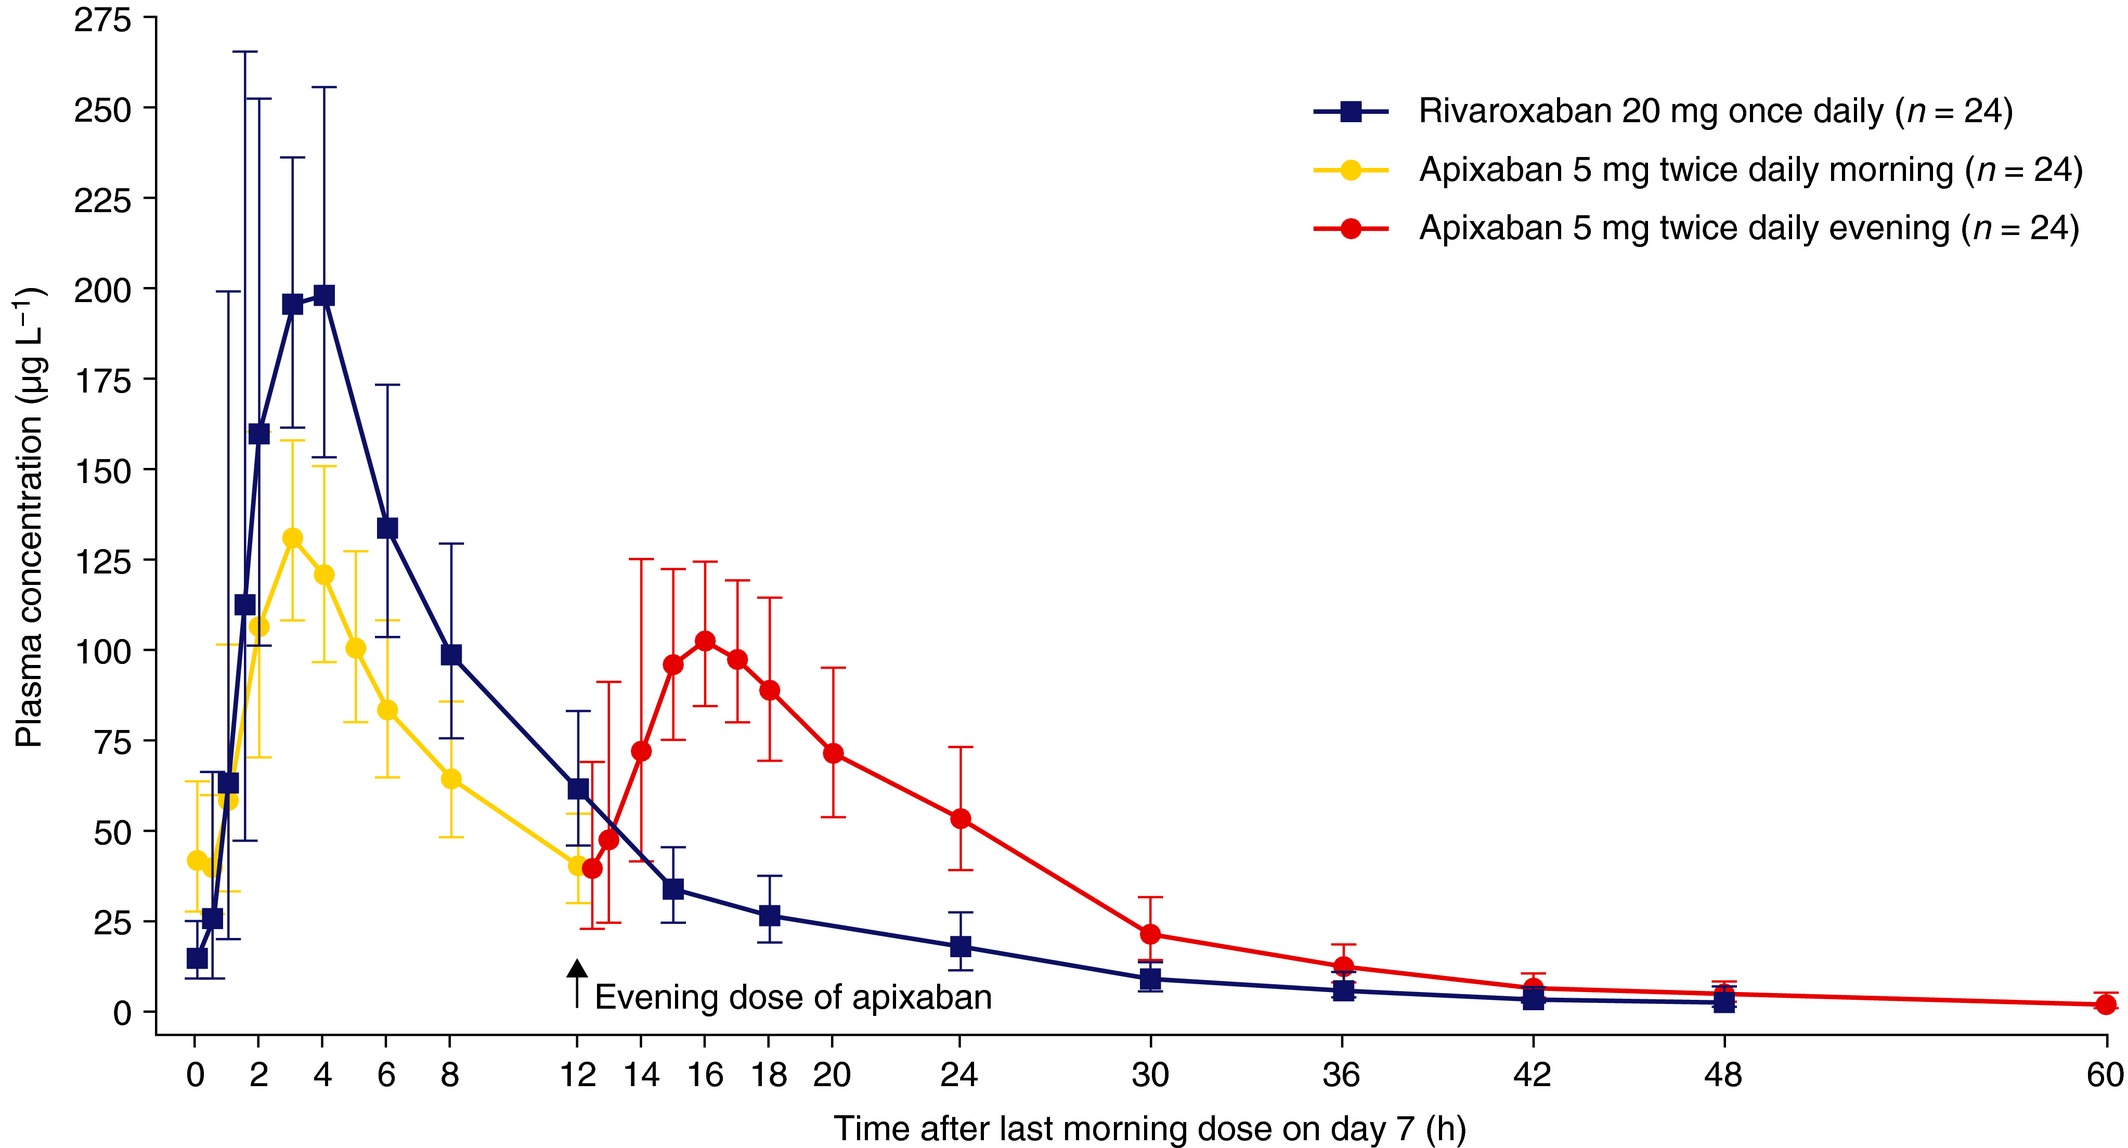 275
250
225
200
175
150
125
100
75
50
25
0
Plasma concentration (µg L⁻¹)
Rivaroxaban 20 mg once daily (n = 24)
Apixaban 5 mg twice daily morning (n = 24)
Apixaban 5 mg twice daily evening (n = 24)
Evening dose of apixaban
0 2 4 6 8 12 14 16 18 20 24 30 36 42 48 60
Time after last morning dose on day 7 (h)